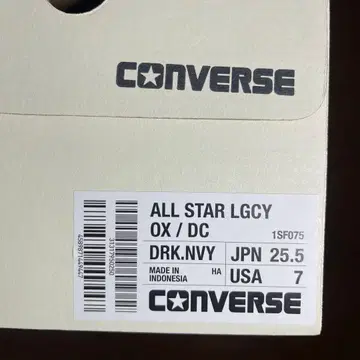 CONVERSE
ALL STAR LGCY
OX / DC
1SF075
DRK.NVY
JPN 25.5
MADE IN
INDONESIA
HA
USA 7
CONVERSE